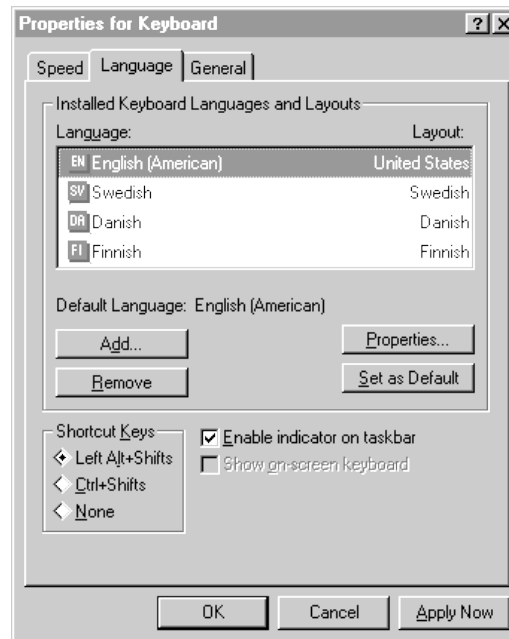 Properties for Keyboard ? X
Speed Language General
Installed Keyboard Languages and Layouts
Language: Layout:
EN English (American) United States
SV Swedish Swedish
DA Danish Danish
FI Finnish Finnish
Default Language: English (American)
Add... Properties...
Remove Set as Default
Shortcut Keys
Left Alt+Shifts
Ctrl+Shifts
None
Enable indicator on taskbar
Show on-screen keyboard
OK Cancel Apply Now